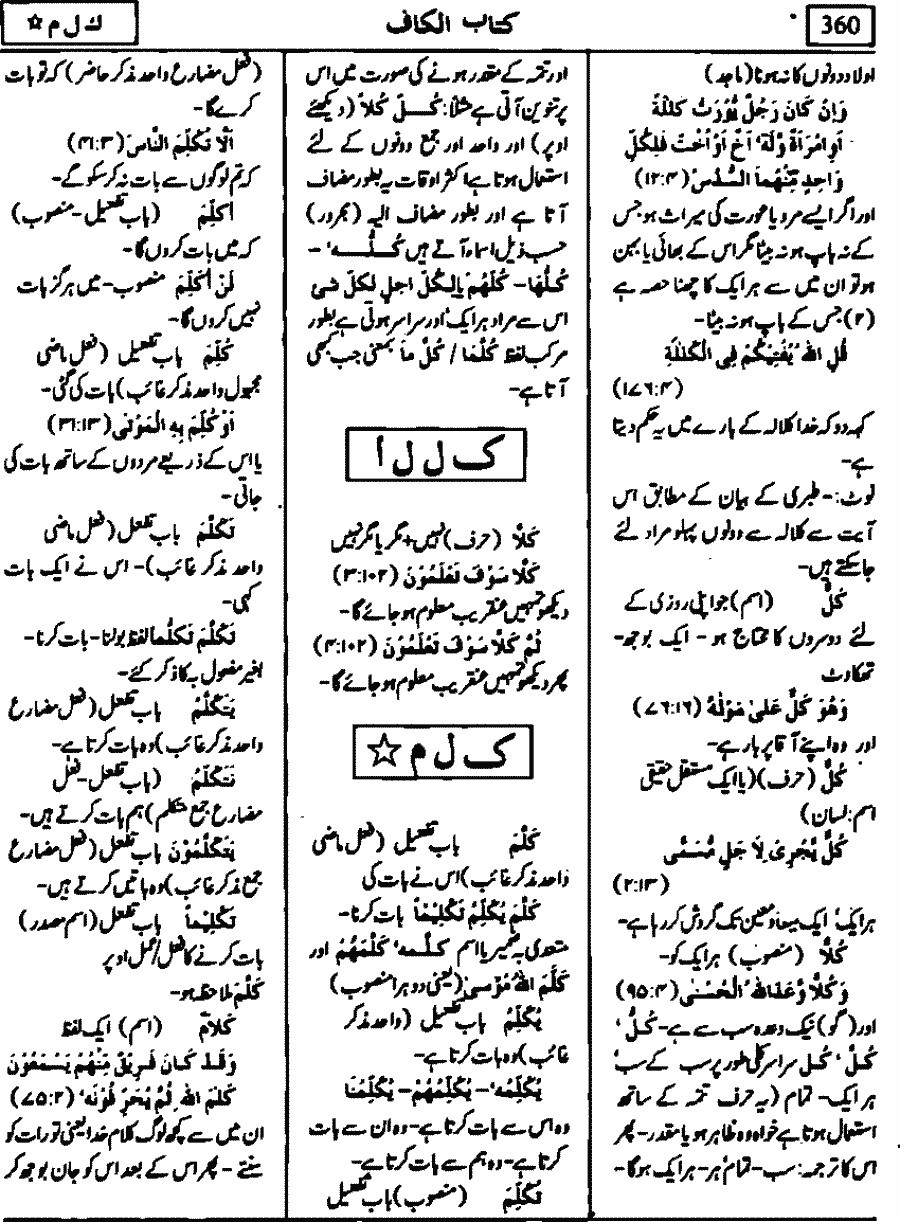 360
کتاب الکاف
ك ل م ☆
اولاد دونوں کا نہ ہونا (ماجد)
وَاِنْ كَانَ رَجُلٌ يُّوْرَثُ كَلٰلَةً
اَوِ امْرَاَةٌ وَّلَهٗٓ اَخٌ اَوْ اُخْتٌ فَلِكُلِّ
وَاحِدٍ مِّنْهُمَا السُّدُسُ (۱۲:۴)
اور اگر ایسے مرد یا عورت کی میراث ہو جس
کے نہ باپ ہو نہ بیٹا مگر اس کے بھائی یا بہن
ہو تو ان میں سے ہر ایک کا چھٹا حصہ ہے
(۲) جس کے باپ ہو نہ بیٹا۔
قُلِ اللّٰهُ يُفْتِيْكُمْ فِى الْكَلٰلَةِ
(۱۷۶:۴)
کہہ دو کہ خدا کلالہ کے بارے میں یہ حکم دیتا
ہے۔
نوٹ:۔ طبری کے بیان کے مطابق اس
آیت سے کلالہ سے دونوں پہلو مراد لئے
جا سکتے ہیں۔
كَلٌّ (اسم) جو اپنی روزی کے
لئے دوسروں کا محتاج ہو۔ ایک بوجھ۔
تھکاوٹ
وَهُوَ كَلٌّ عَلٰى مَوْلٰهُ (۷۶:۱۶)
اور وہ اپنے آقا پر بار ہے۔
كُلٌّ (حرف) (یا ایک مستقل حقیقی
اسم: لسان)
كُلٌّ يَّجْرِىْ لِاَ جَلٍ مُّسَمًّى
(۲:۱۳)
ہر ایک ایک میعاد معین تک گردش کر رہا ہے۔
كُلاًّ (منصوب) ہر ایک کو۔
وَكُلًّا وَّعَدَاللّٰهُ الْحُسْنٰى (۹۵:۴)
اور (گو) نیک وعدہ سب سے ہے۔ كُلُّ،
كُلَّ، كُلِّ سراسر کلی طور پر سب کے سب
ہر ایک۔ تمام (یہ حرف تمہ کے ساتھ
استعمال ہوتا ہے خواہ وہ ظاہر ہو یا مقدر۔ پھر
اس کا ترجمہ: سب۔ تمام ہر۔ ہر ایک ہوگا۔
اور تمہ کے مقدر ہونے کی صورت میں اس
پر تنوین آتی ہے مثلاً: كُلٌّ كُلاًّ (دیکھئے
اوپر) اور واحد اور جمع دونوں کے لئے
استعمال ہوتا ہے) اکثر اوقات یہ بطور مضاف
آتا ہے اور بطور مضاف الیہ (مجرور)
حسب ذیل اسماء آتے ہیں كُلُّهٗ۔
كُلُّهَا۔ كُلُّهُمْ يا لِكُلِّ اجلٍ لكلّ شئ
اس سے مراد ہر ایک اور سراسر ہوتی ہے بطور
مرکب لفظ كُلَّمَا / كُلُّ مَا بمعنی جب کبھی
آتا ہے۔
ك ل ل ا
كَلَّا (حرف) نہیں + مگر یا مگر نہیں
كَلَّا سَوْفَ تَعْلَمُوْنَ (۳:۱۰۲)
دیکھو تمہیں عنقریب معلوم ہو جائے گا۔
ثُمَّ كَلَّا سَوْفَ تَعْلَمُوْنَ (۴:۱۰۲)
پھر دیکھو تمہیں عنقریب معلوم ہو جائے گا۔
ك ل م ☆
كَلَّمَ باب تفعیل (فعل ماضی
واحد مذکر غائب) اس نے بات کی
كَلَّمَ يُكَلِّمُ تَكْلِيْمًا بات کرنا۔
متعدی بہ ضمیر یا اسم كَلَّمَهٗ كَلَّمَهُمْ اور
كَلَّمَ اللّٰهُ مُوْسىٰ (یعنی دوہرا منصوب)
يُكَلِّمُ باب تفعیل (واحد مذکر
غائب) وہ بات کرتا ہے۔
يُكَلِّمُهٗ۔ يُكَلِّمُهُمْ۔ يُكَلِّمُنَا
وہ اس سے بات کرتا ہے۔ وہ ان سے بات
کرتا ہے۔ وہ ہم سے بات کرتا ہے۔
تُكَلِّمَ (منصوب) باب تفعیل
(فعل مضارع واحد مذکر حاضر) کہ تو بات
کرے گا۔
اَلَّا تُكَلِّمَ النَّاسَ (۴۱:۳)
کہ تم لوگوں سے بات نہ کر سکو گے۔
اُكَلِّمَ (باب تفعیل۔ منصوب)
کہ میں بات کروں گا۔
لَنْ اُكَلِّمَ منصوب۔ میں ہرگز بات
نہیں کروں گا۔
كُلِّمَ باب تفعیل (فعل ماضی
مجہول واحد مذکر غائب) بات کی گئی۔
اَوْ كُلِّمَ بِهِ الْمَوْتٰى (۳۱:۱۳)
یا اس کے ذریعے مردوں کے ساتھ بات کی
جاتی۔
تَكَلَّمَ باب تفعل (فعل ماضی
واحد مذکر غائب)۔ اس نے ایک بات
کہی۔
تَكَلَّمَ تَكَلُّماً لفظ بولنا۔ بات کرنا۔
بغیر مفعول بہ کا ذکر کئے۔
يَتَكَلَّمُ باب تفعل (فعل مضارع
واحد مذکر غائب) وہ بات کرتا ہے۔
نَتَكَلَّمُ (باب تفعل۔ فعل
مضارع جمع متکلم) ہم بات کرتے ہیں۔
يَتَكَلَّمُوْنَ باب تفعل (فعل مضارع
جمع مذکر غائب) وہ باتیں کرتے ہیں۔
تَكْلِيْماً باب تفعل (اسم مصدر)
بات کرنے کا فعل / عمل اوپر
كَلَّمَ ملاحظہ ہو۔
كَلَامٌ (اسم) ایک لفظ
وَقَد كَانَ فَرِيْقٌ مِّنْهُمْ يَسْمَعُوْنَ
كَلٰمَ اللّٰهِ ثُمَّ يُحَرِّ فُوْنَهٗ (۷۵:۲)
ان میں سے کچھ لوگ کلام خدا یعنی تورات کو
سنتے۔ پھر اس کے بعد اس کو جان بوجھ کر